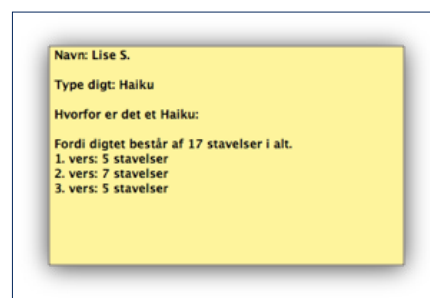 Navn: Lise S.
Type digt: Haiku
Hvorfor er det et Haiku:
Fordi digtet består af 17 stavelser i alt.
1. vers: 5 stavelser
2. vers: 7 stavelser
3. vers: 5 stavelser